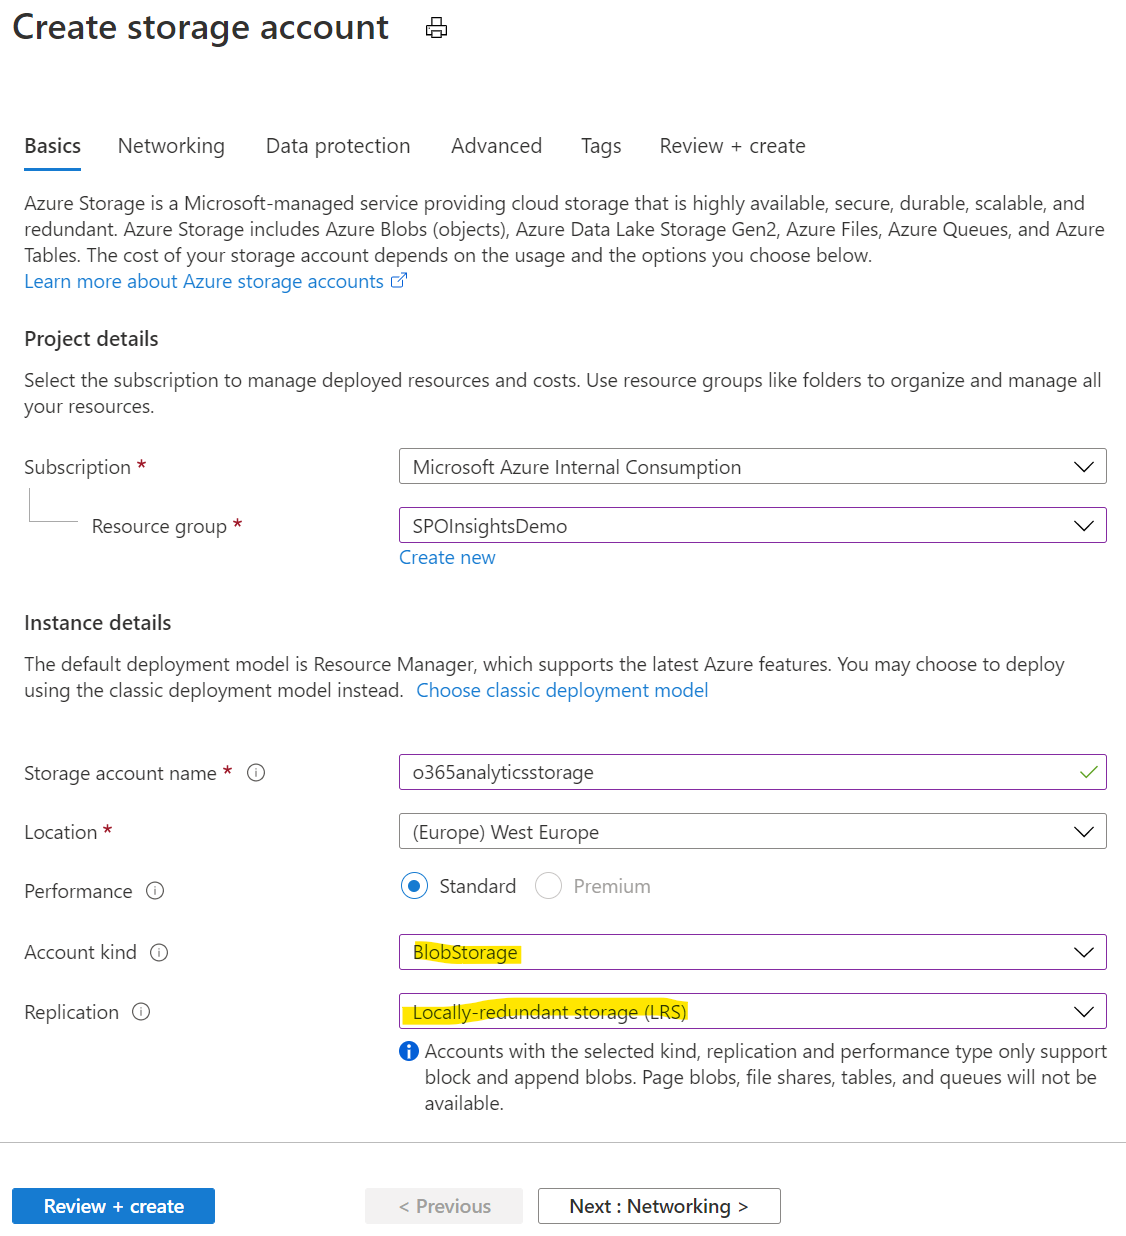 Create storage account
Basics Networking Data protection Advanced Tags Review + create
Azure Storage is a Microsoft-managed service providing cloud storage that is highly available, secure, durable, scalable, and
redundant. Azure Storage includes Azure Blobs (objects), Azure Data Lake Storage Gen2, Azure Files, Azure Queues, and Azure
Tables. The cost of your storage account depends on the usage and the options you choose below.
Learn more about Azure storage accounts
Project details
Select the subscription to manage deployed resources and costs. Use resource groups like folders to organize and manage all
your resources.
Subscription * Microsoft Azure Internal Consumption
Resource group * SPOInsightsDemo
Create new
Instance details
The default deployment model is Resource Manager, which supports the latest Azure features. You may choose to deploy
using the classic deployment model instead. Choose classic deployment model
Storage account name * o365analyticsstorage
Location * (Europe) West Europe
Performance Standard Premium
Account kind BlobStorage
Replication Locally-redundant storage (LRS)
Accounts with the selected kind, replication and performance type only support
block and append blobs. Page blobs, file shares, tables, and queues will not be
available.
Review + create < Previous Next : Networking >